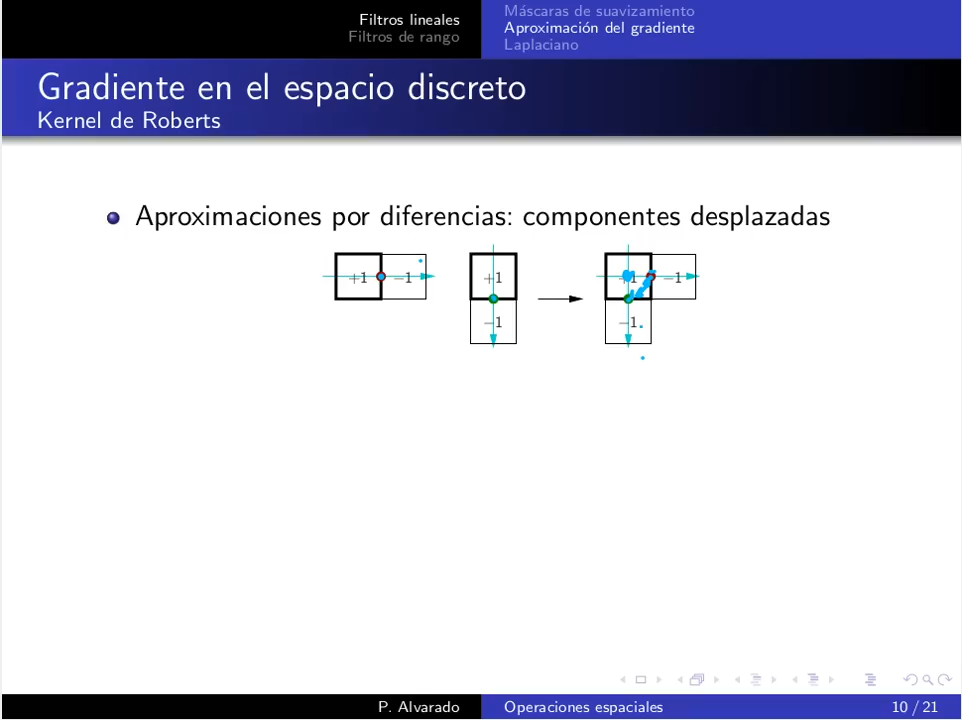 Filtros lineales
Filtros de rango
Máscaras de suavizamiento
Aproximación del gradiente
Laplaciano
Gradiente en el espacio discreto
Kernel de Roberts
Aproximaciones por diferencias: componentes desplazadas
+1 −1 +1 +1 −1
−1 −1
P. Alvarado Operaciones espaciales 10 / 21